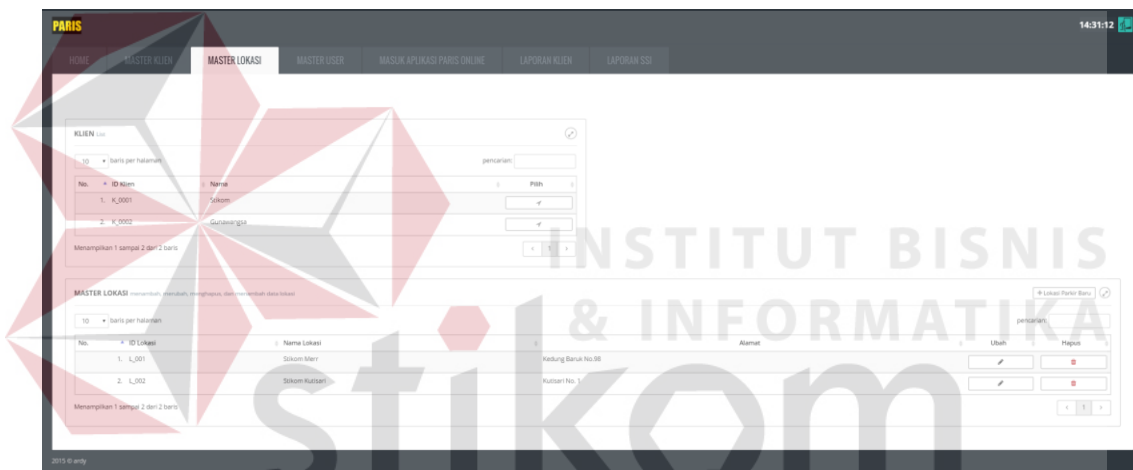 PARIS
14:31:12
HOME MASTER KLIEN MASTER LOKASI MASTER USER MASUK APLIKASI PARIS ONLINE LAPORAN KLIEN LAPORAN SSI
KLIEN List
10 baris per halaman pencarian:
No. ID Klien Nama Pilih
1. K_0001 Stikom
2. K_0002 Gunawangsa
Menampilkan 1 sampai 2 dari 2 baris
1
INSTITUT BISNIS
& INFORMATIKA
stikom
MASTER LOKASI menambah, merubah, menghapus, dan menambah data lokasi
+ Lokasi Parkir Baru
10 baris per halaman pencarian:
No. ID Lokasi Nama Lokasi Alamat Ubah Hapus
1. L_001 Stikom Merr Kedung Baruk No.98
2. L_002 Stikom Kutisari Kutisari No. 1
Menampilkan 1 sampai 2 dari 2 baris
1
2015 © ardy